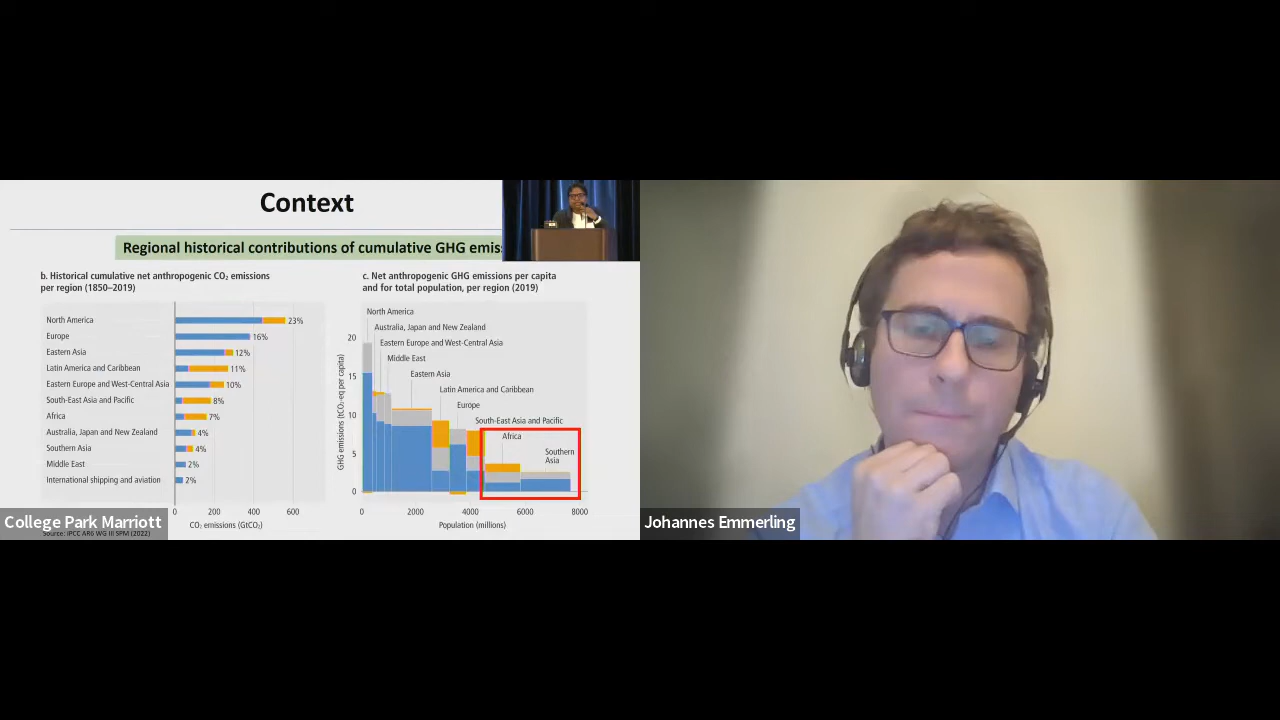 Context
Regional historical contributions of cumulative GHG
b. Historical cumulative net anthropogenic CO₂ emissions
per region (1850–2019)
North America
23%
Europe
16%
Eastern Asia
12%
Latin America and Caribbean
11%
Eastern Europe and West-Central Asia
10%
South-East Asia and Pacific
8%
Africa
7%
Australia, Japan and New Zealand
4%
Southern Asia
4%
Middle East
2%
International shipping and aviation
2%
0
200
400
600
CO₂ emissions (GtCO₂)
Source: IPCC AR6 WG III SPM (2022)
c. Net anthropogenic GHG emissions per capita
and for total population, per region (2019)
North America
Australia, Japan and New Zealand
Eastern Europe and West-Central Asia
Middle East
Eastern Asia
Latin America and Caribbean
Europe
South-East Asia and Pacific
Africa
Southern
Asia
GHG emissions (tCO₂-eq per capita)
20
15
10
5
0
0
2000
4000
6000
8000
Population (millions)
College Park Marriott
Johannes Emmerling